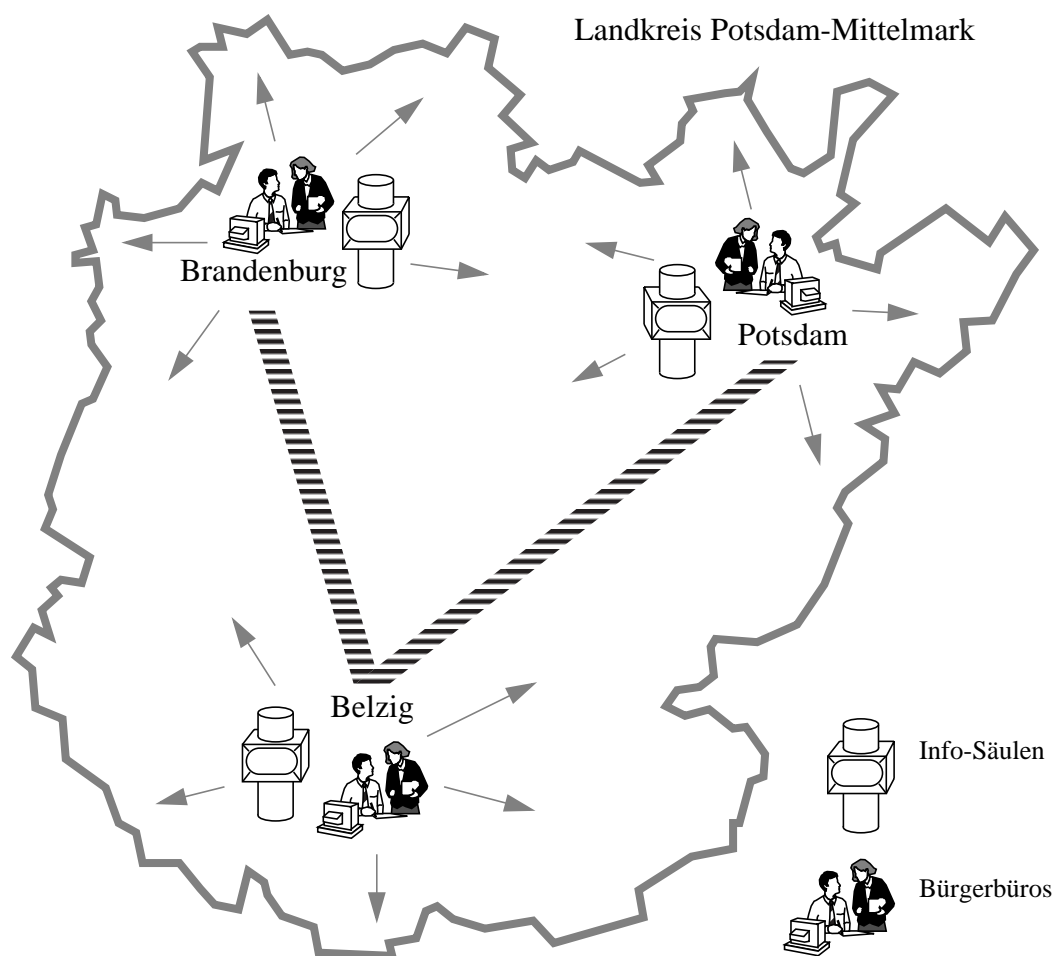 Landkreis Potsdam-Mittelmark
Brandenburg
Potsdam
Belzig
Info-Säulen
Bürgerbüros